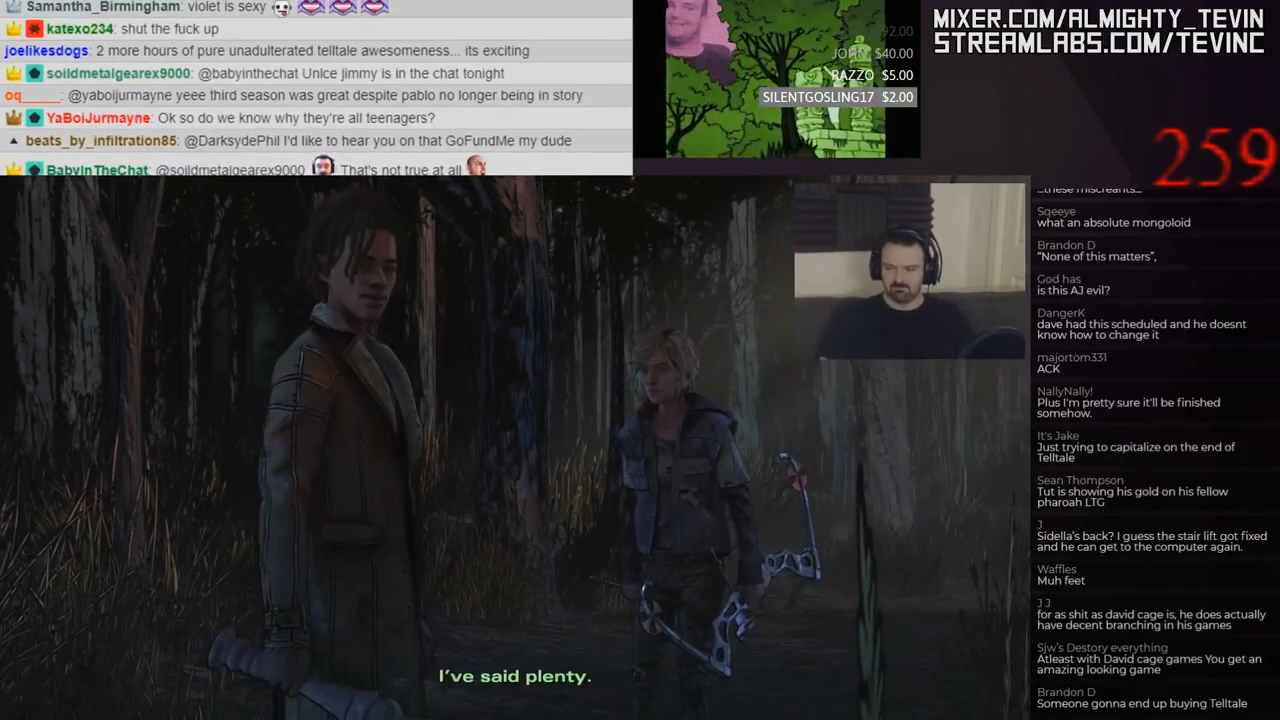 Samantha_Birmingham: violet is sexy
katexo234: shut the fuck up
joelikesdogs: 2 more hours of pure unadulterated telltale awesomeness... its exciting
soildmetalgearex9000: @babyinthechat Unlce jimmy is in the chat tonight
oq______: @yaboijurmayne yeee third season was great despite pablo no longer being in story
YaBoiJurmayne: Ok so do we know why they're all teenagers?
beats_by_infiltration85: @DarksydePhil I'd like to hear you on that GoFundMe my dude
BabyInTheChat: @soildmetalgearex9000 That's not true at all
92.00
JOHN $40.00
RAZZO $5.00
SILENTGOSLING17 $2.00
MIXER.COM/ALMIGHTY_TEVIN
STREAMLABS.COM/TEVINC
259
...these miscreants...
Sqeeye
what an absolute mongoloid
Brandon D
“None of this matters”,
God has
is this AJ evil?
DangerK
dave had this scheduled and he doesnt
know how to change it
majortom331
ACK
NallyNally!
Plus I'm pretty sure it'll be finished
somehow.
It's Jake
Just trying to capitalize on the end of
Telltale
Sean Thompson
Tut is showing his gold on his fellow
pharoah LTG
J
Sidella's back? I guess the stair lift got fixed
and he can get to the computer again.
Waffles
Muh feet
J J
for as shit as david cage is, he does actually
have decent branching in his games
Sjw's Destory everything
Atleast with David cage games You get an
amazing looking game
Brandon D
Someone gonna end up buying Telltale
I've said plenty.